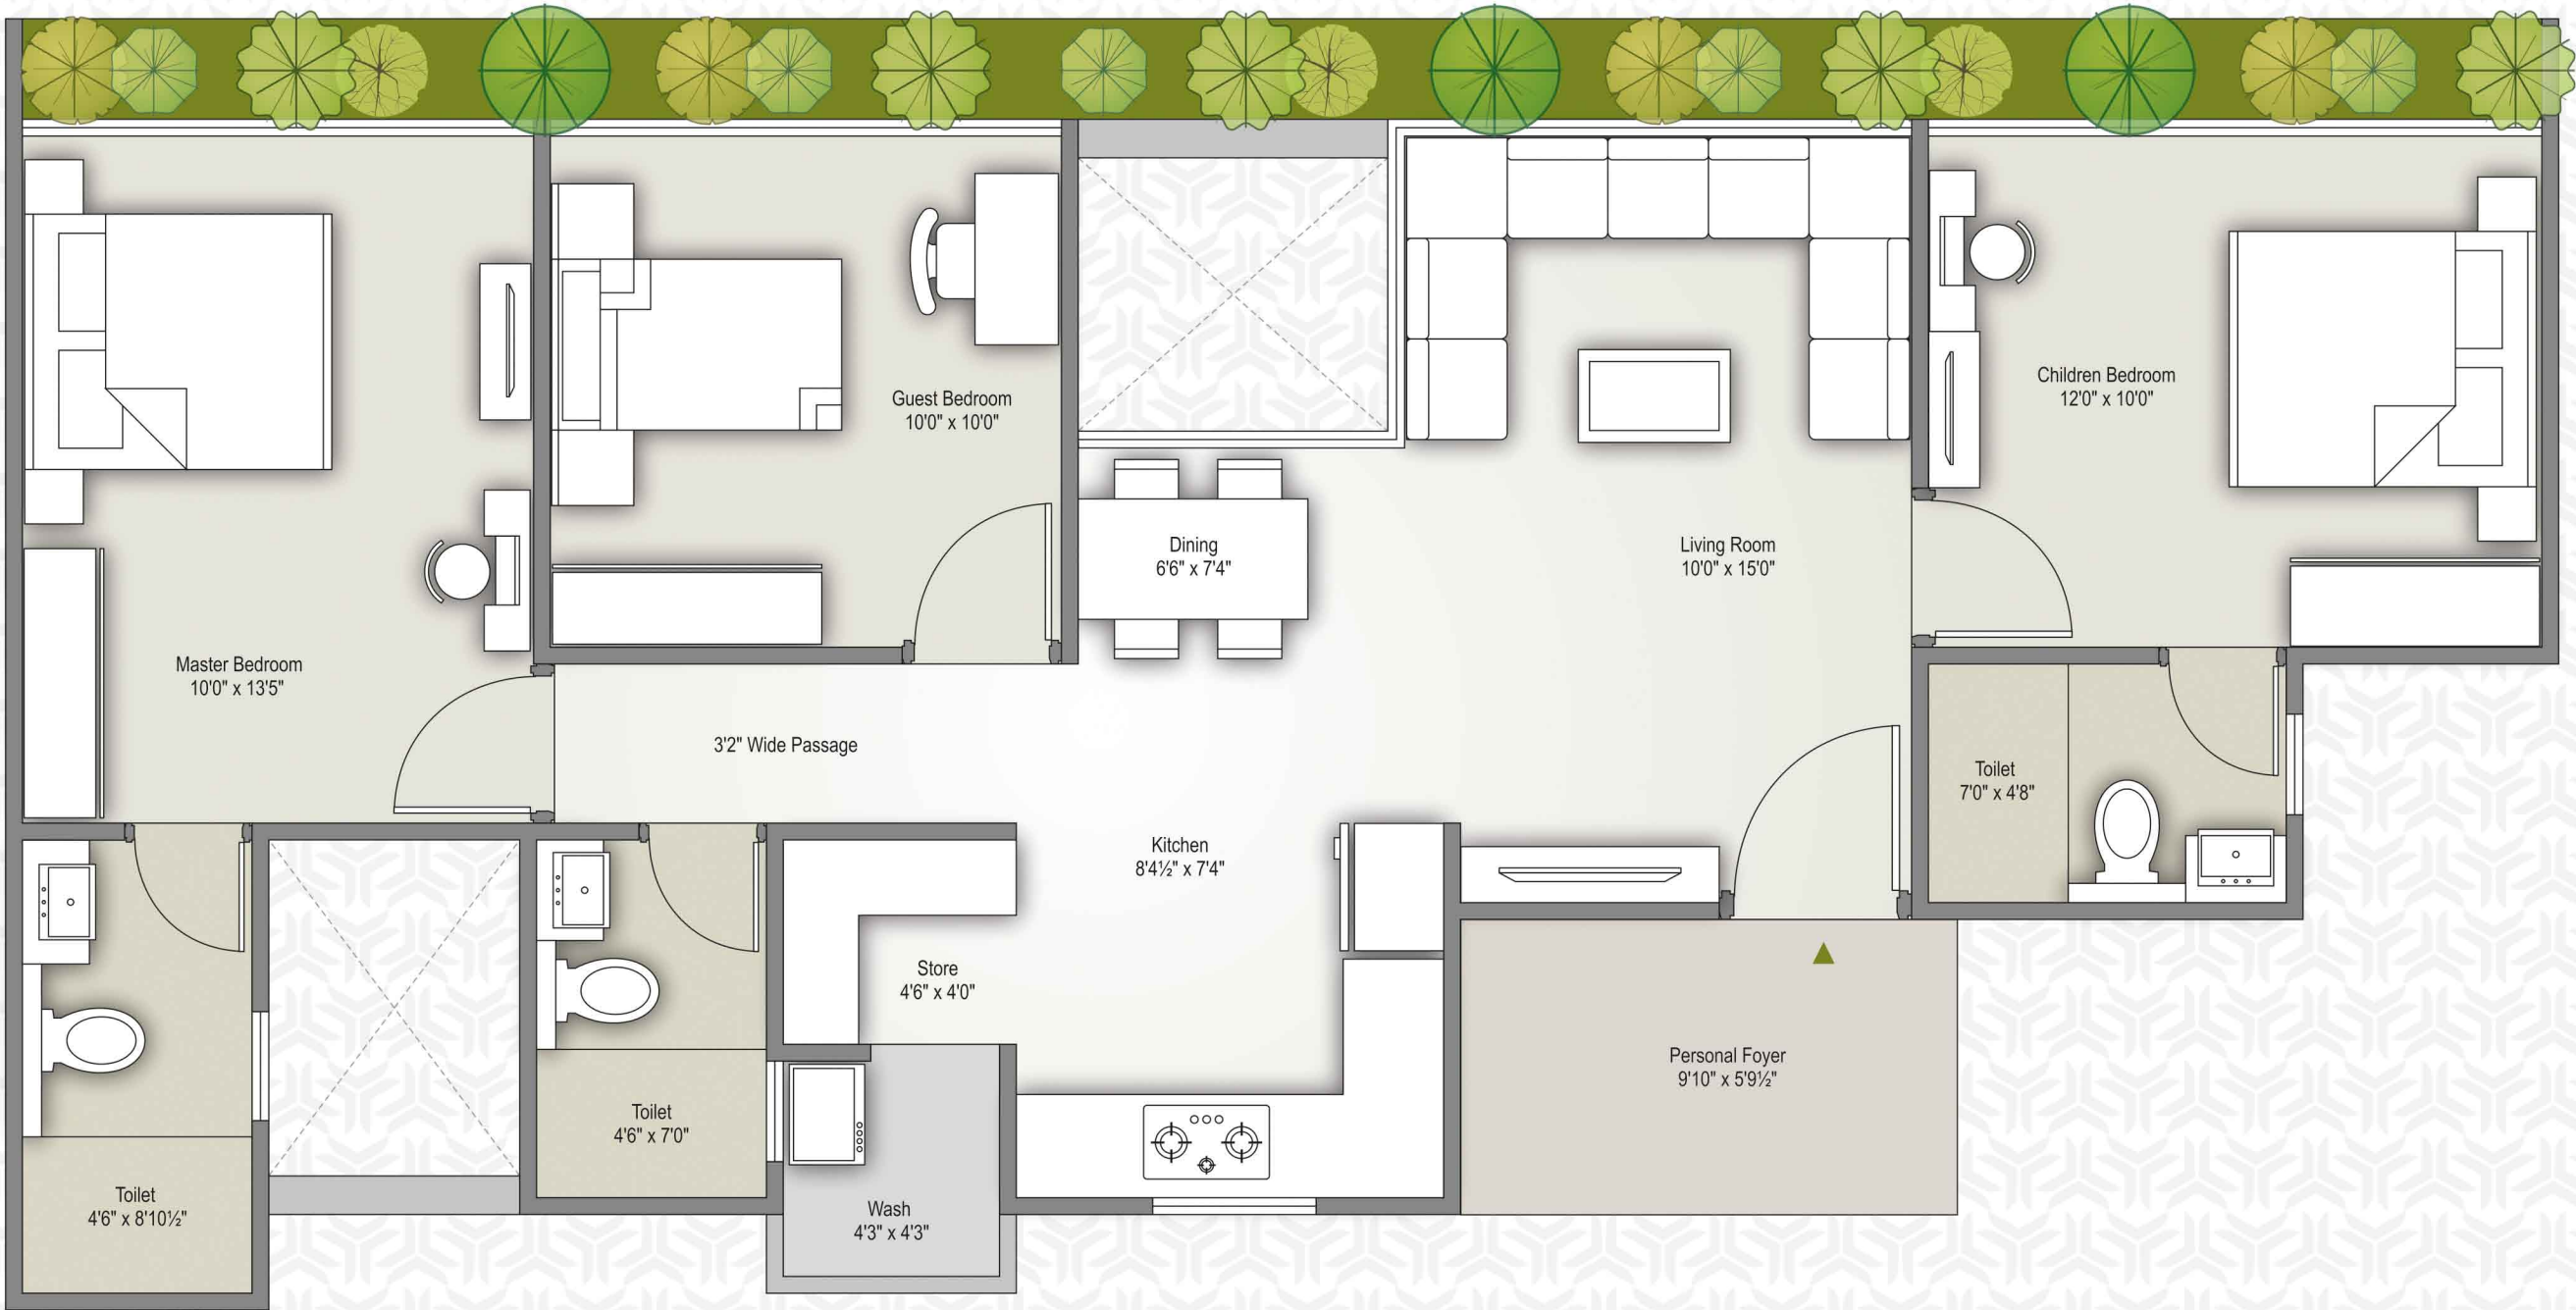 Guest Bedroom
10'0" x 10'0"
Children Bedroom
12'0" x 10'0"
Dining
6'6" x 7'4"
Living Room
10'0" x 15'0"
Master Bedroom
10'0" x 13'5"
3'2" Wide Passage
Toilet
7'0" x 4'8"
Kitchen
8'4½" x 7'4"
Store
4'6" x 4'0"
Personal Foyer
9'10" x 5'9½"
Toilet
4'6" x 7'0"
Toilet
4'6" x 8'10½"
Wash
4'3" x 4'3"